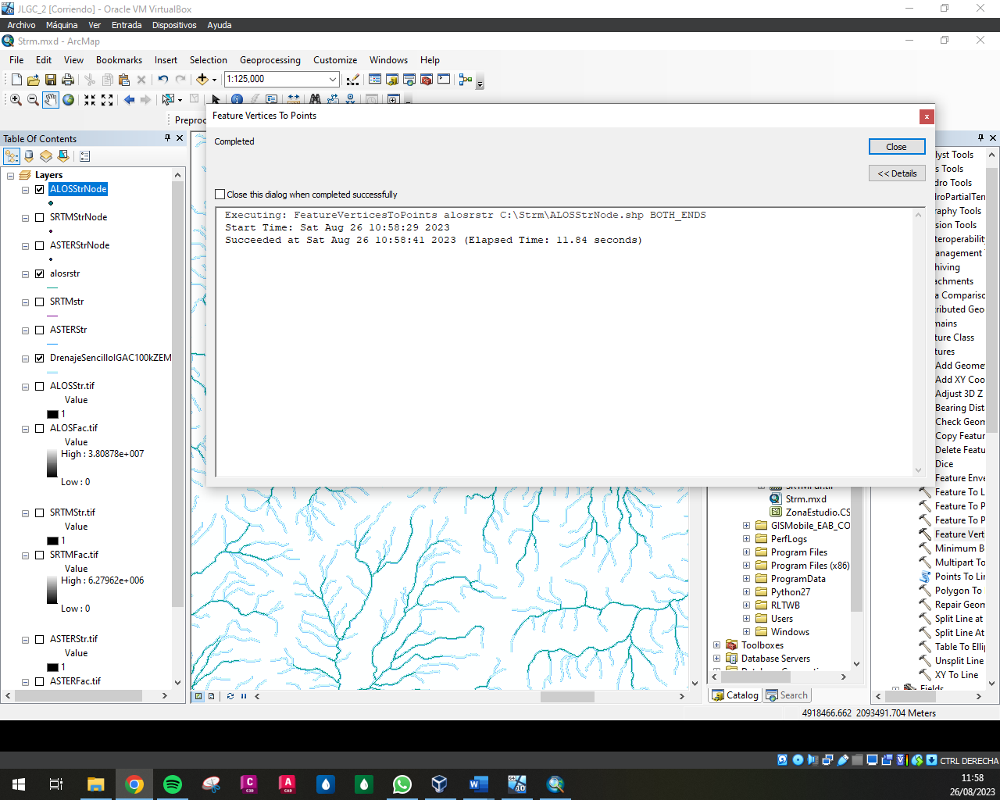 JLGC_2 [Corriendo] - Oracle VM VirtualBox
Archivo Máquina Ver Entrada Dispositivos Ayuda
Strm.mxd - ArcMap
File Edit View Bookmarks Insert Selection Geoprocessing Customize Windows Help
1:125,000
Preproc
Feature Vertices To Points
Completed
Close
<< Details
Close this dialog when completed successfully
Executing: FeatureVerticesToPoints alosrstr C:\Strm\ALOSStrNode.shp BOTH_ENDS
Start Time: Sat Aug 26 10:58:29 2023
Succeeded at Sat Aug 26 10:58:41 2023 (Elapsed Time: 11.84 seconds)
Table Of Contents
Layers
ALOSStrNode
SRTMStrNode
ASTERStrNode
alosrstr
SRTMstr
ASTERStr
DrenajeSencilloIGAC100kZEM
ALOSStr.tif
Value
1
ALOSFac.tif
Value
High : 3.80878e+007
Low : 0
SRTMStr.tif
Value
1
SRTMFac.tif
Value
High : 6.27962e+006
Low : 0
ASTERStr.tif
Value
1
ASTERFac.tif
Strm.mxd
ZonaEstudio.CS
GISMobile_EAB_CO
PerfLogs
Program Files
Program Files (x86)
ProgramData
Python27
RLTWB
Users
Windows
Toolboxes
Database Servers
Catalog
Search
lyst Tools
s Tools
dro Tools
roPartialTerr
raphy Tools
sion Tools
teroperability
anagement
hiving
achments
a Compariso
ributed Geo
mains
ture Class
tures
Add Geomet
Add XY Coo
Adjust 3D Z
Bearing Dist
Check Geom
Copy Featur
Delete Featu
Dice
Feature Enve
Feature To L
Feature To P
Feature To P
Feature Vert
Minimum B
Multipart To
Points To Lin
Polygon To
Repair Geom
Split Line at
Split Line At
Table To Ellip
Unsplit Line
XY To Line
Fields
4918466.662 2093491.704 Meters
CTRL DERECHA
11:58
26/08/2023